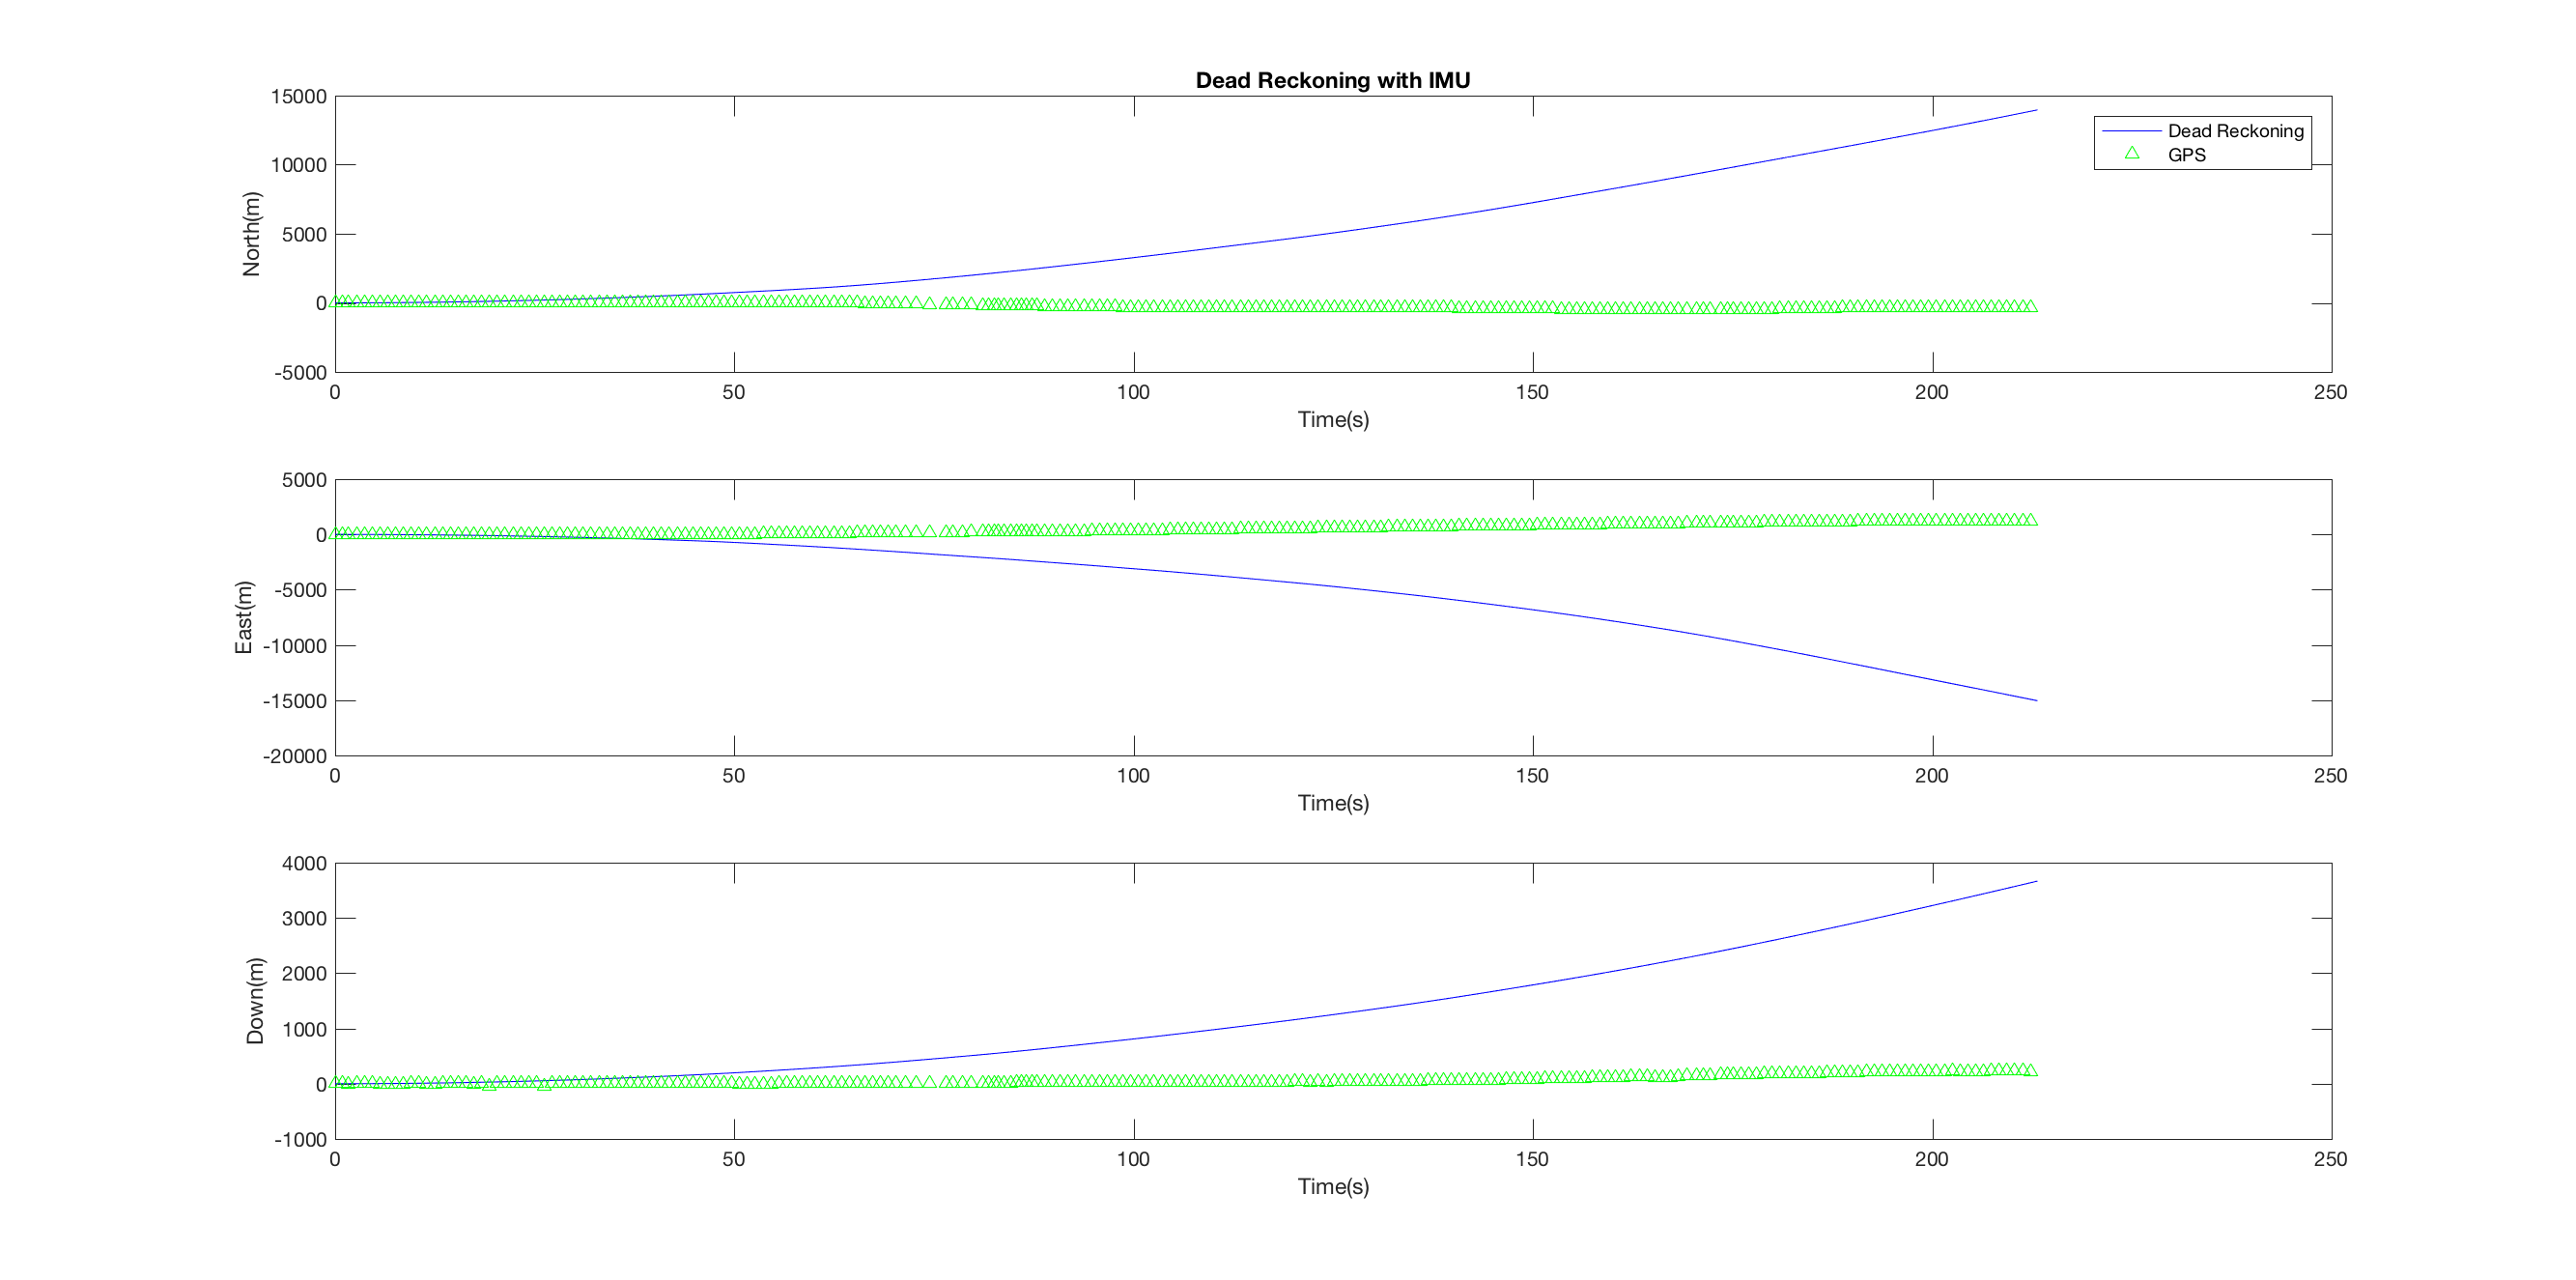 Dead Reckoning with IMU
15000
10000
5000
0
-5000
North(m)
0 50 100 150 200 250
Time(s)
Dead Reckoning
GPS
5000
0
-5000
-10000
-15000
-20000
East(m)
0 50 100 150 200 250
Time(s)
4000
3000
2000
1000
0
-1000
Down(m)
0 50 100 150 200 250
Time(s)